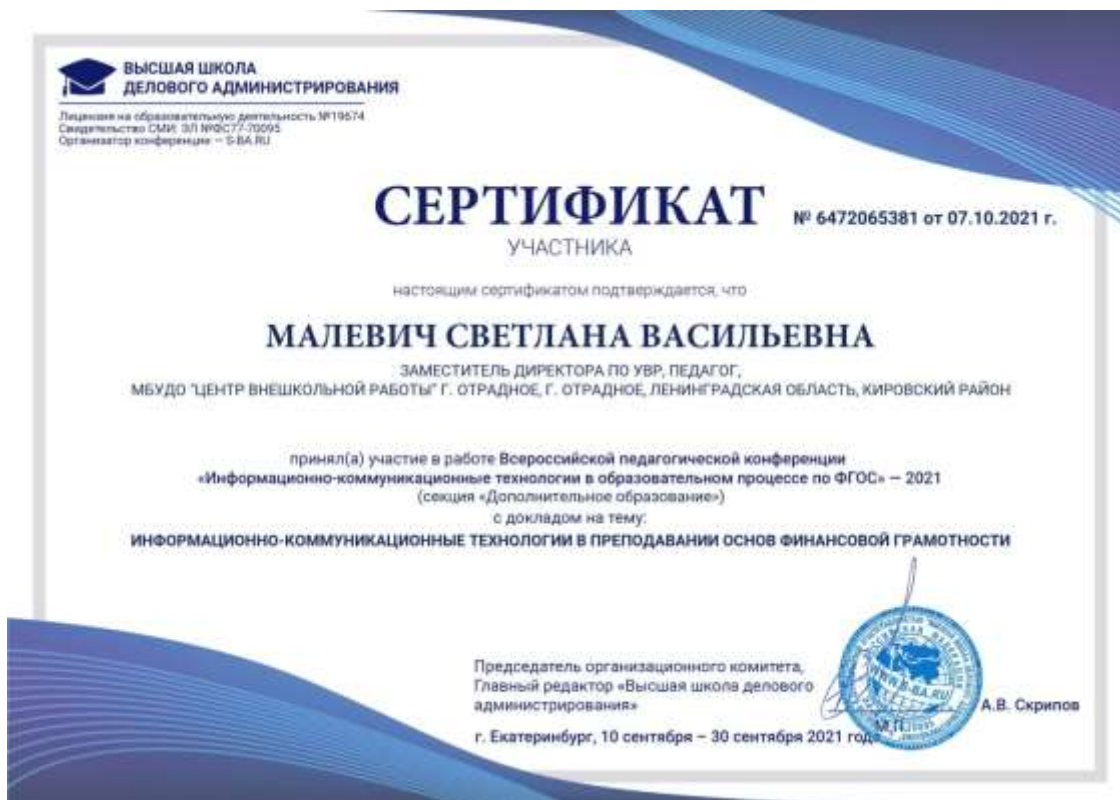 ВЫСШАЯ ШКОЛА
ДЕЛОВОГО АДМИНИСТРИРОВАНИЯ
Лицензия на образовательную деятельность №19674
Свидетельство СМИ: ЭЛ №ФС77-70095
Организатор конференции — S-BA.RU
СЕРТИФИКАТ
№ 6472065381 от 07.10.2021 г.
УЧАСТНИКА
настоящим сертификатом подтверждается, что
МАЛЕВИЧ СВЕТЛАНА ВАСИЛЬЕВНА
ЗАМЕСТИТЕЛЬ ДИРЕКТОРА ПО УВР, ПЕДАГОГ,
МБУДО "ЦЕНТР ВНЕШКОЛЬНОЙ РАБОТЫ" Г. ОТРАДНОЕ, Г. ОТРАДНОЕ, ЛЕНИНГРАДСКАЯ ОБЛАСТЬ, КИРОВСКИЙ РАЙОН
принял(а) участие в работе Всероссийской педагогической конференции
«Информационно-коммуникационные технологии в образовательном процессе по ФГОС» — 2021
(секция «Дополнительное образование»)
с докладом на тему:
ИНФОРМАЦИОННО-КОММУНИКАЦИОННЫЕ ТЕХНОЛОГИИ В ПРЕПОДАВАНИИ ОСНОВ ФИНАНСОВОЙ ГРАМОТНОСТИ
Председатель организационного комитета,
Главный редактор «Высшая школа делового
администрирования»
А.В. Скрипов
М.П.
г. Екатеринбург, 10 сентября – 30 сентября 2021 года
WWW.S-BA.RU